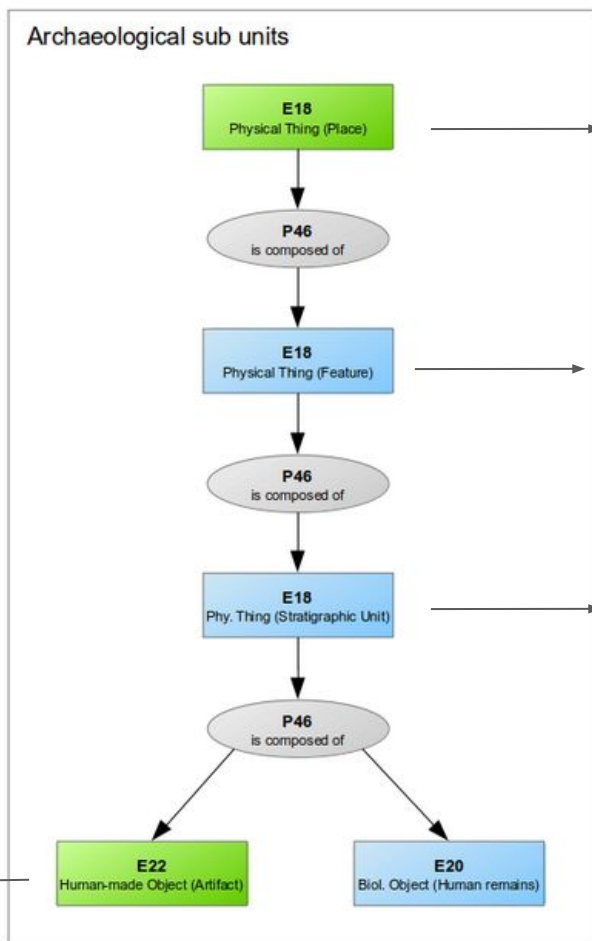 Archaeological sub units
E18
Physical Thing (Place)
P46
is composed of
E18
Physical Thing (Feature)
P46
is composed of
E18
Phy. Thing (Stratigraphic Unit)
P46
is composed of
E22
Human-made Object (Artifact)
E20
Biol. Object (Human remains)